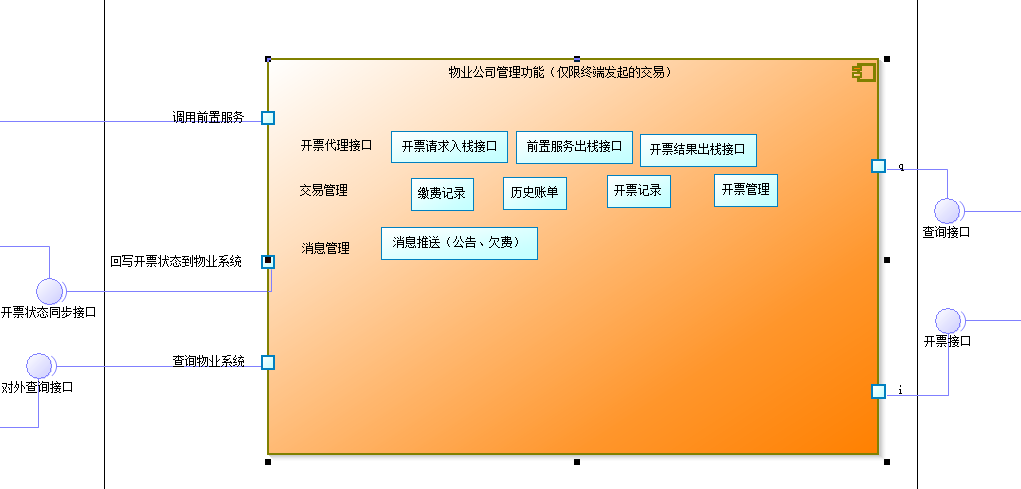 物业公司管理功能（仅限终端发起的交易）
调用前置服务
开票代理接口
开票请求入栈接口
前置服务出栈接口
开票结果出栈接口
q
交易管理
缴费记录
历史账单
开票记录
开票管理
查询接口
消息管理
消息推送（公告、欠费）
回写开票状态到物业系统
开票状态同步接口
开票接口
查询物业系统
对外查询接口
i